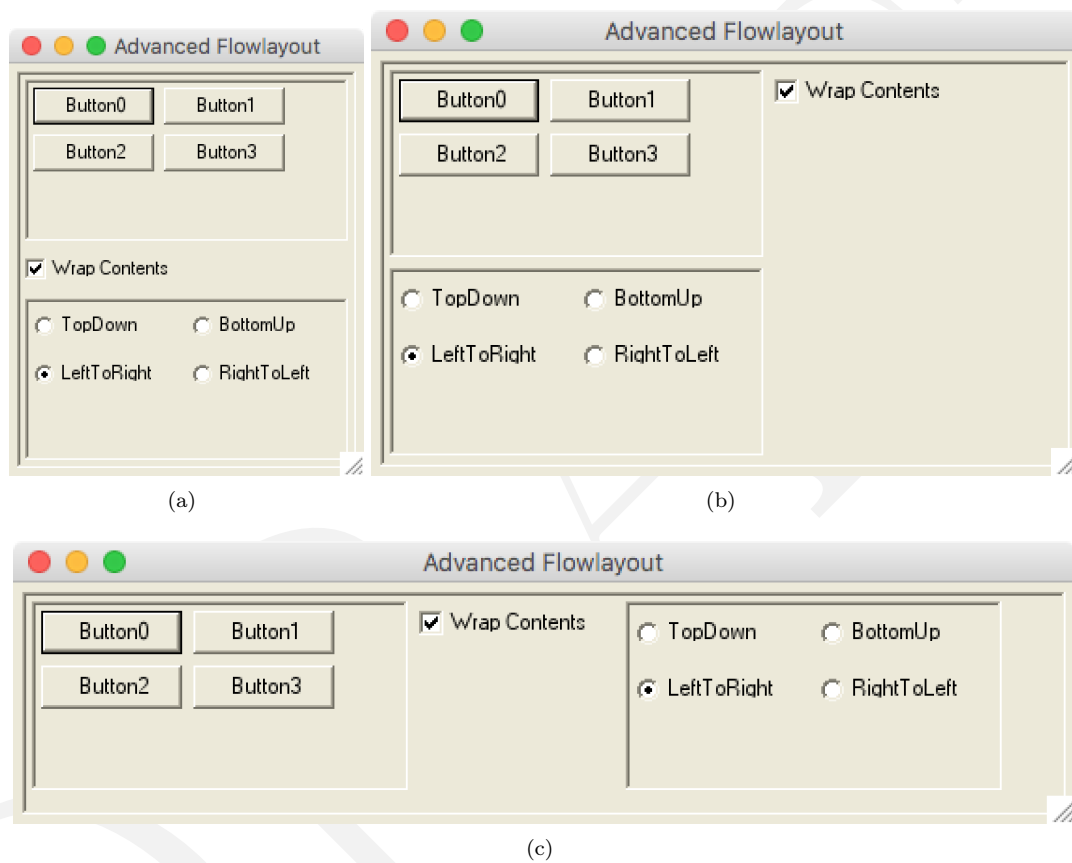 Advanced Flowlayout
Button0 Button1
Button2 Button3
Wrap Contents
TopDown BottomUp
LeftToRight RightToLeft
(a)
Advanced Flowlayout
Button0 Button1 Wrap Contents
Button2 Button3
TopDown BottomUp
LeftToRight RightToLeft
(b)
Advanced Flowlayout
Button0 Button1 Wrap Contents TopDown BottomUp
Button2 Button3 LeftToRight RightToLeft
(c)